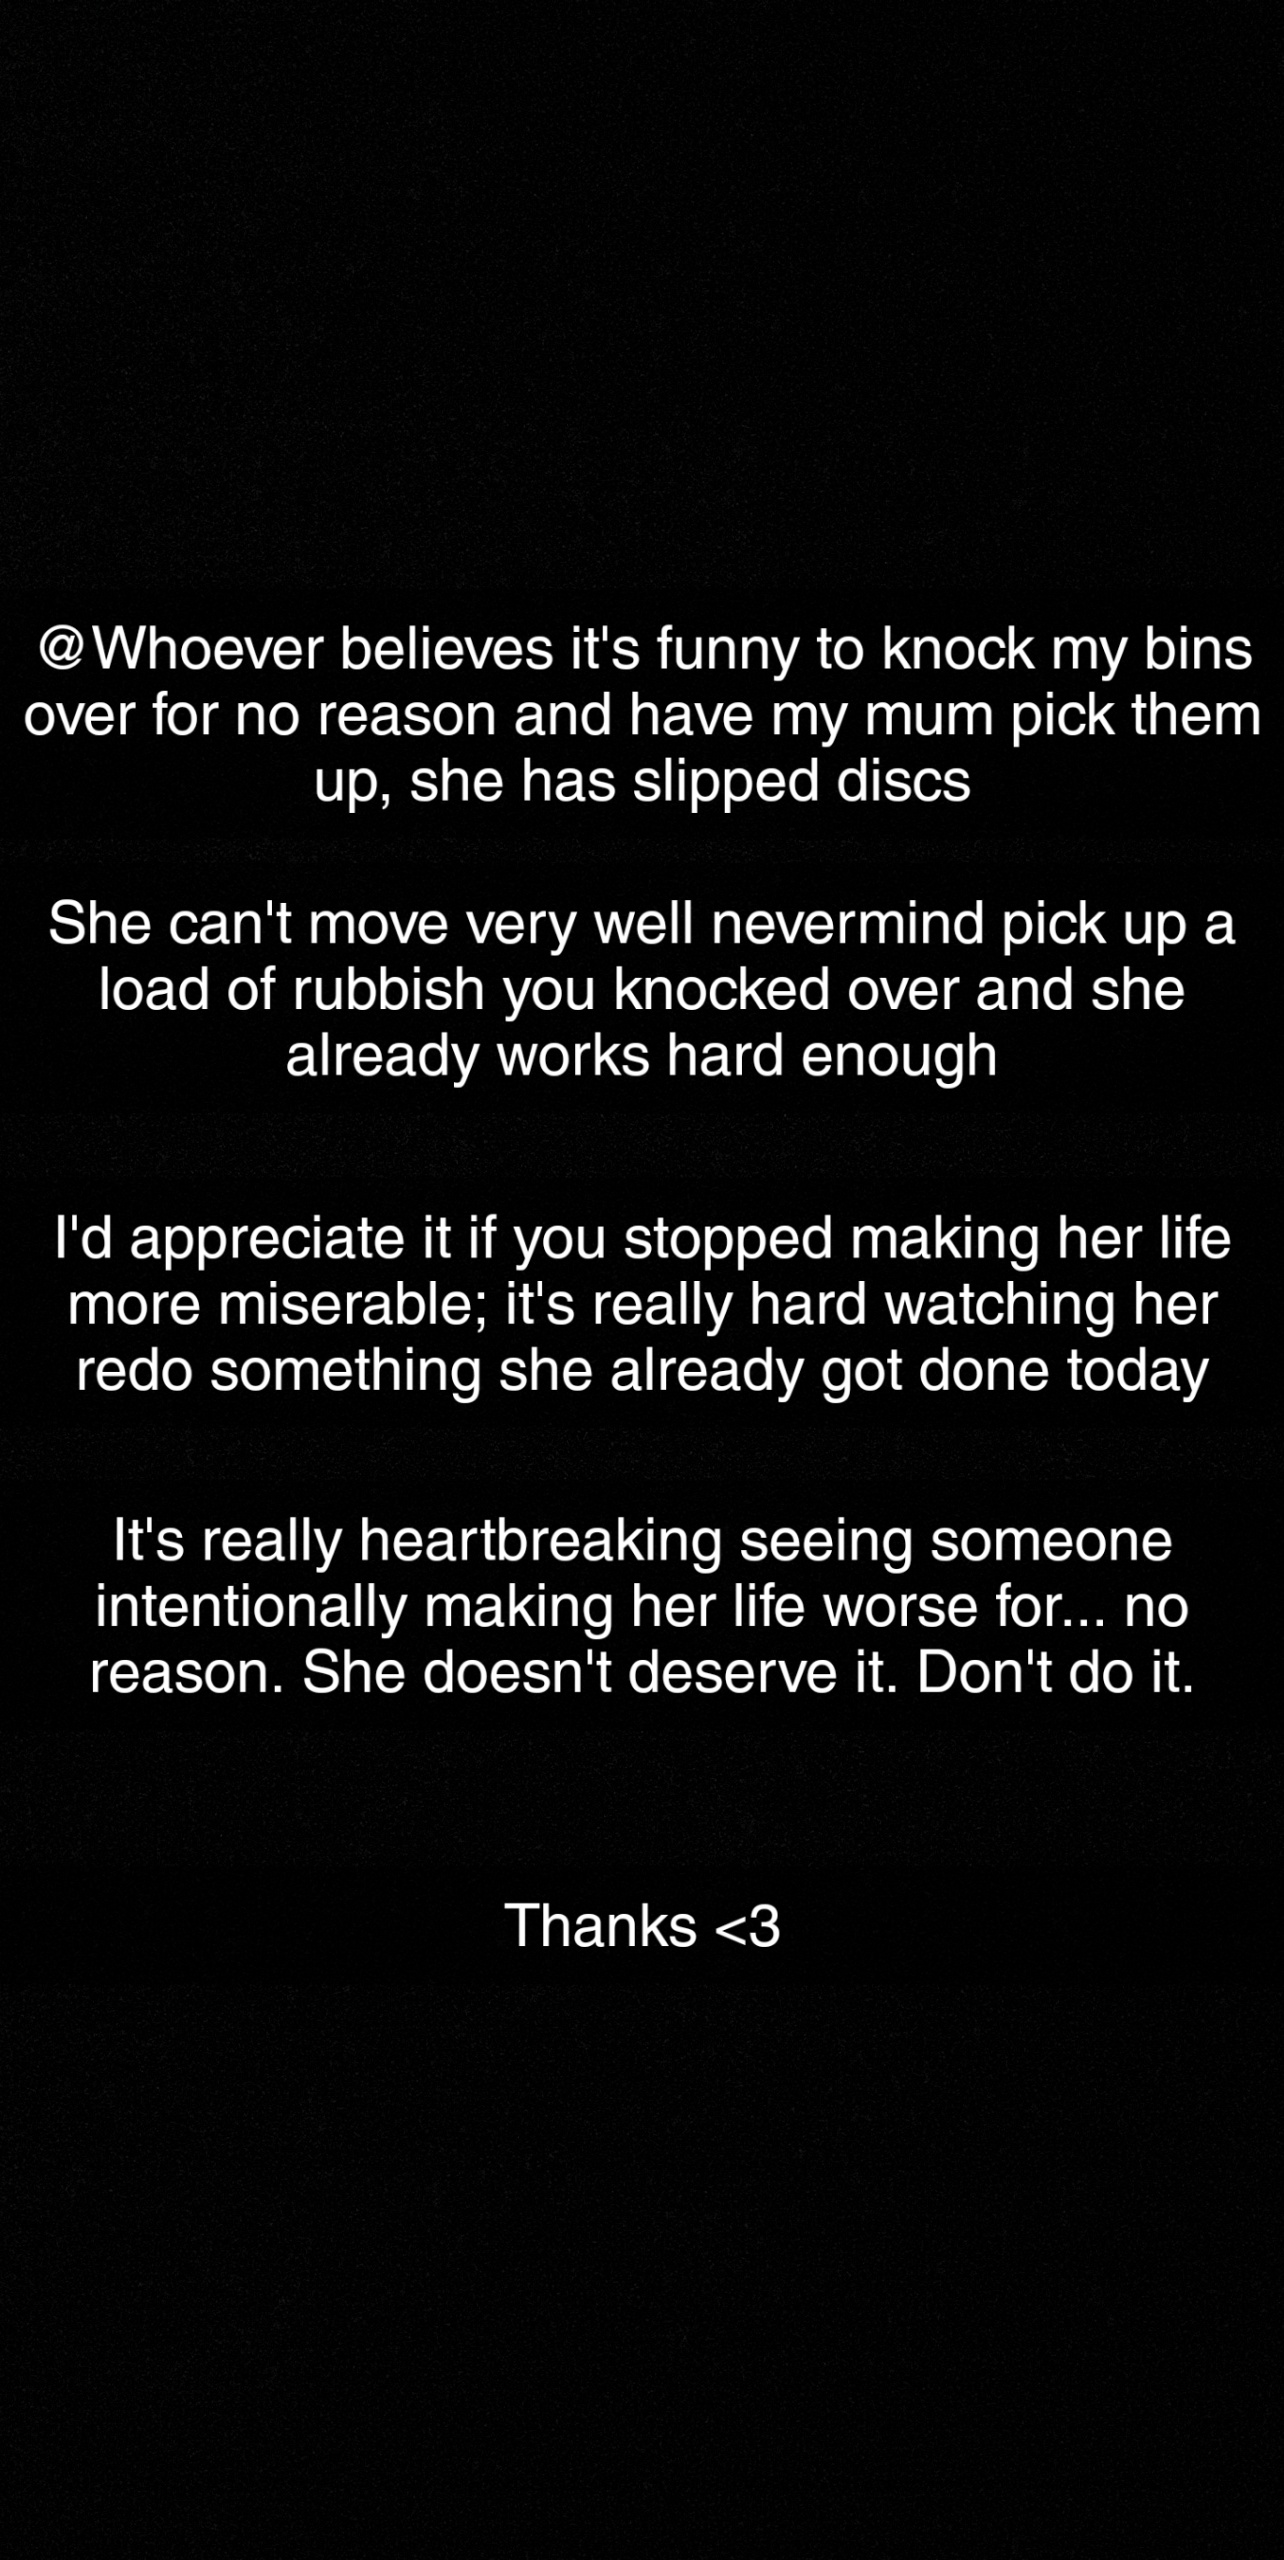 @Whoever believes it's funny to knock my bins
over for no reason and have my mum pick them
up, she has slipped discs
She can't move very well nevermind pick up a
load of rubbish you knocked over and she
already works hard enough
I'd appreciate it if you stopped making her life
more miserable; it's really hard watching her
redo something she already got done today
It's really heartbreaking seeing someone
intentionally making her life worse for... no
reason. She doesn't deserve it. Don't do it.
Thanks <3